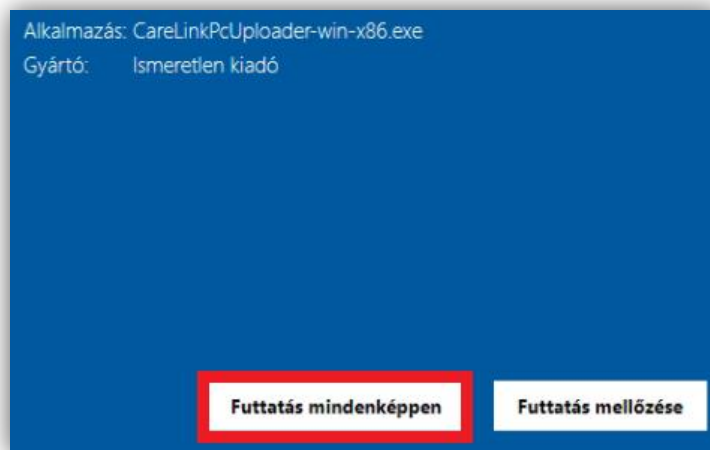 Alkalmazás: CareLinkPcUploader-win-x86.exe
Gyártó: Ismeretlen kiadó
Futtatás mindenképpen Futtatás mellőzése